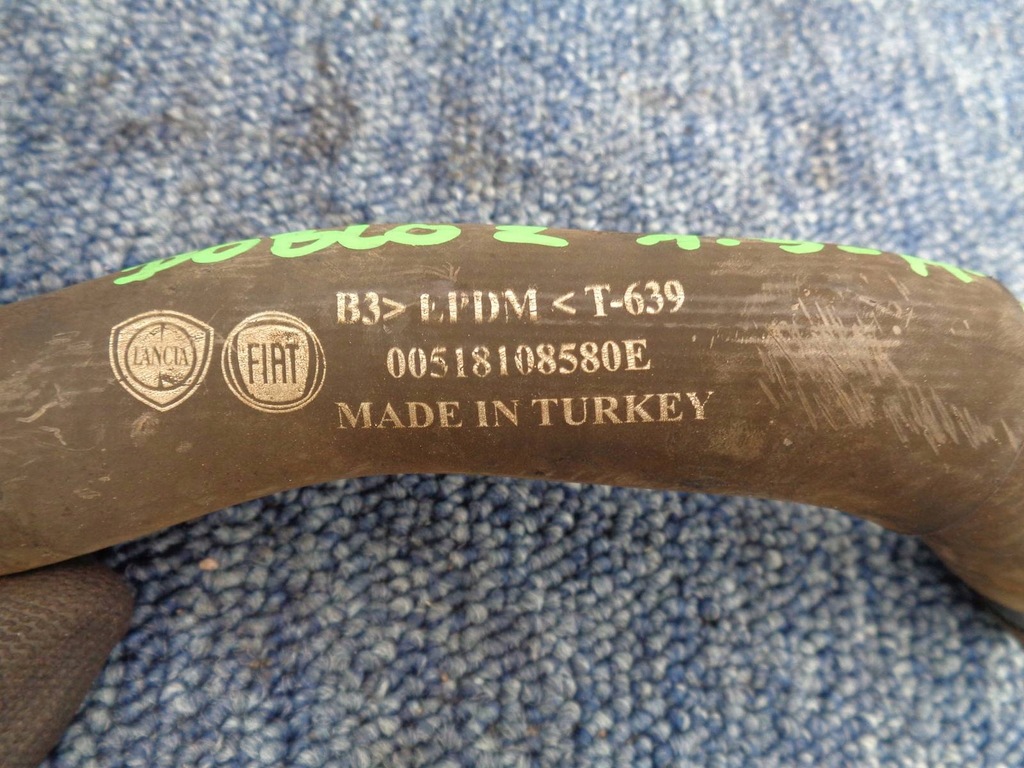 LANCIA
FIAT
B3> EPDM < T-639
00518108580E
MADE IN TURKEY